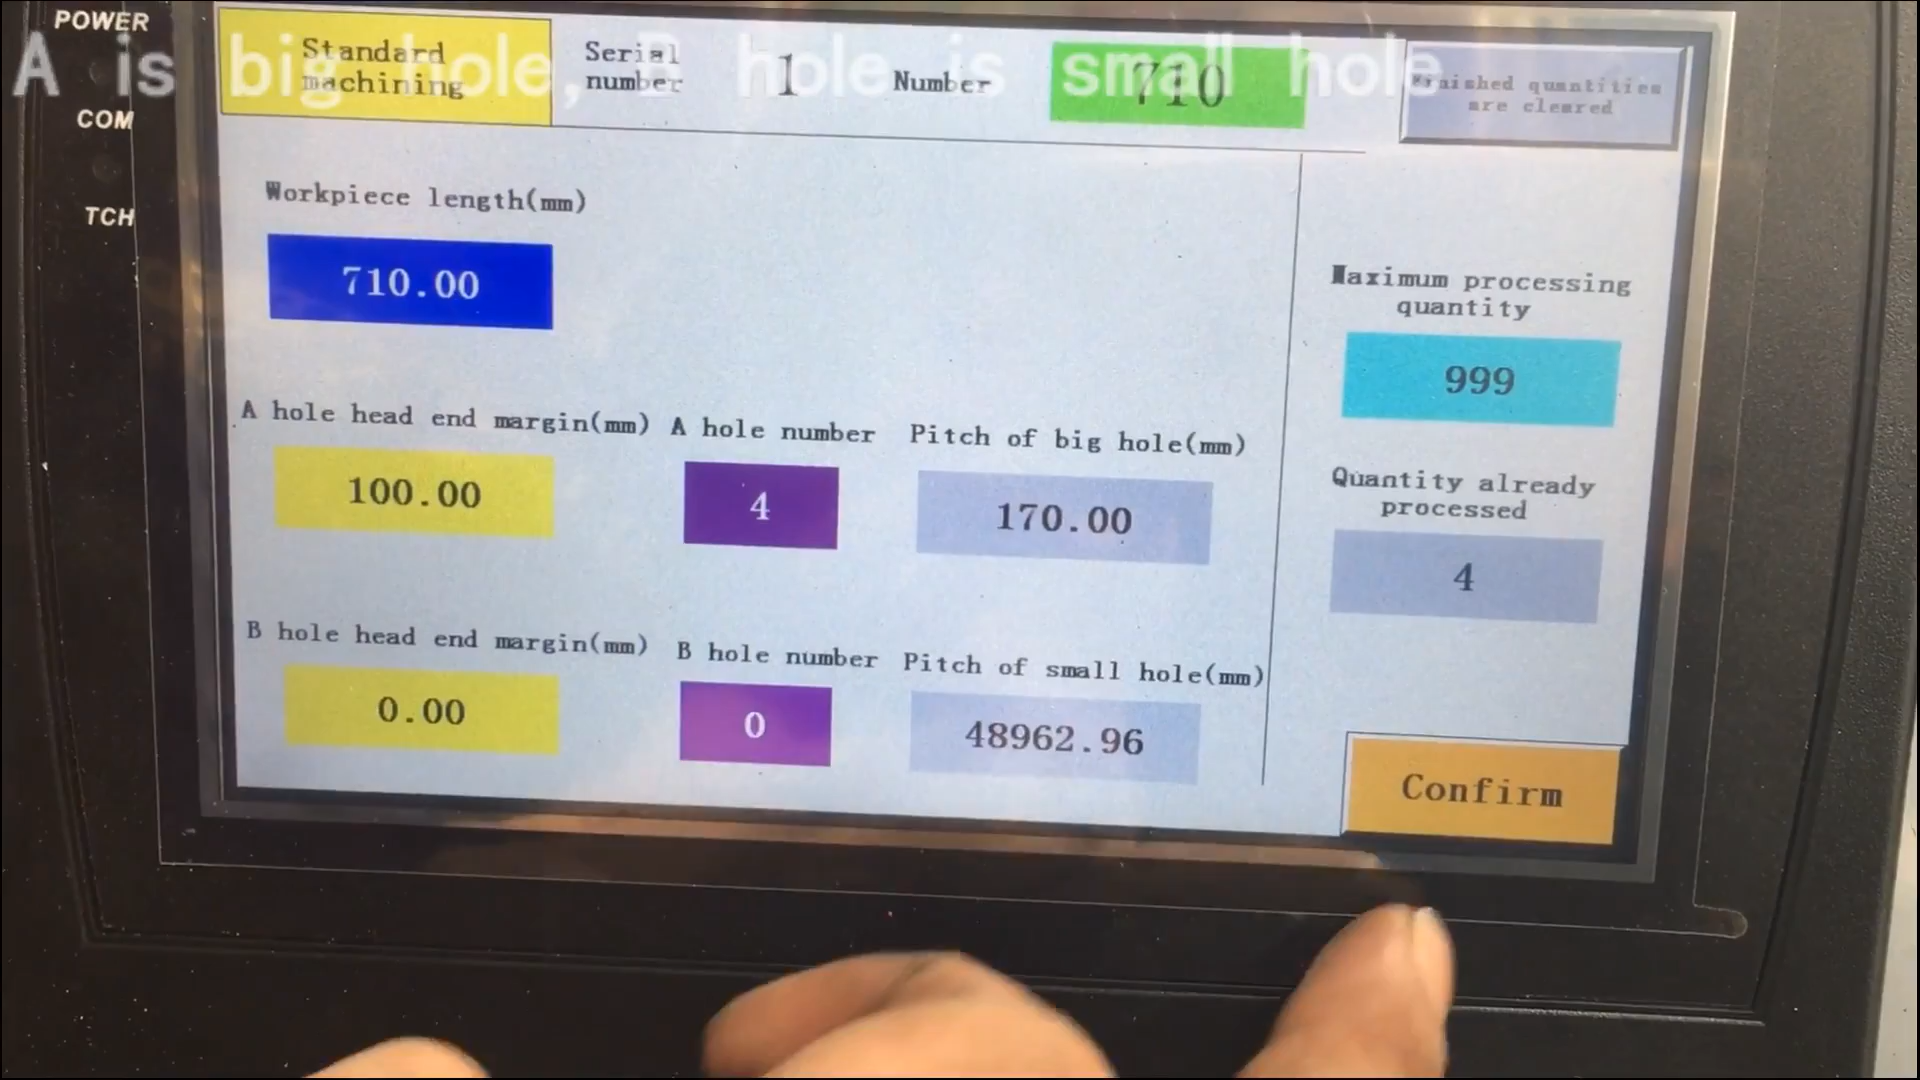 POWER
COM
TCH
A is big hole, B hole is small hole
Standard
machining
Serial
number
1
Number
710
Finished quantities
are cleared
Workpiece length(mm)
710.00
Maximum processing
quantity
999
A hole head end margin(mm)
A hole number
Pitch of big hole(mm)
100.00
4
170.00
Quantity already
processed
4
B hole head end margin(mm)
B hole number
Pitch of small hole(mm)
0.00
0
48962.96
Confirm